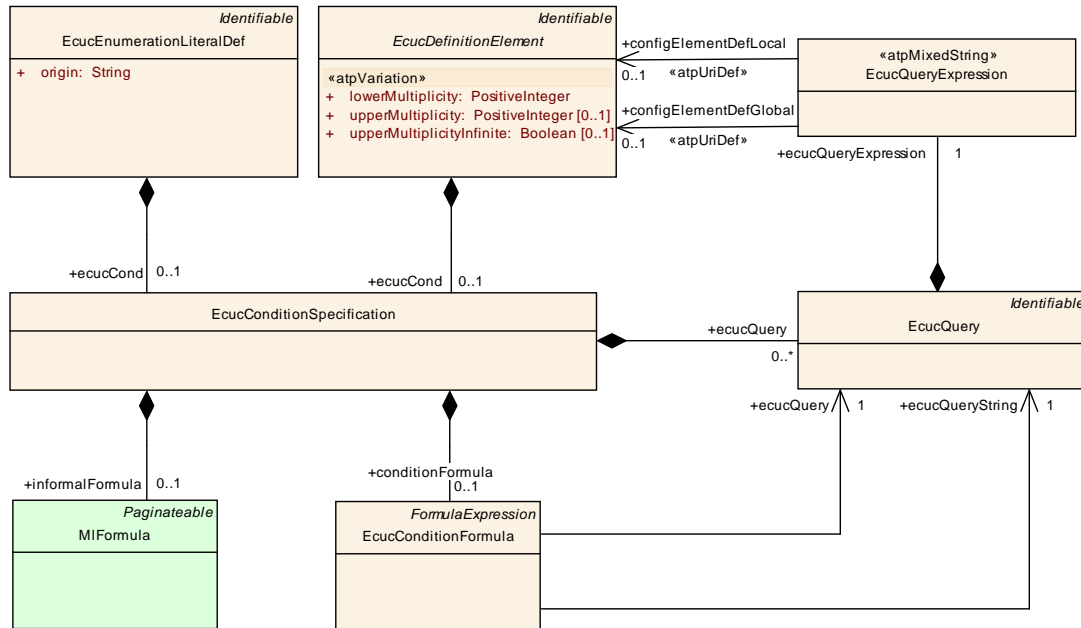 Identifiable
EcucEnumerationLiteralDef
+ origin: String
Identifiable
EcucDefinitionElement
«atpVariation»
+ lowerMultiplicity: PositiveInteger
+ upperMultiplicity: PositiveInteger [0..1]
+ upperMultiplicityInfinite: Boolean [0..1]
+configElementDefLocal
0..1
«atpUriDef»
+configElementDefGlobal
0..1
«atpUriDef»
«atpMixedString»
EcucQueryExpression
+ecucQueryExpression 1
+ecucCond 0..1
+ecucCond 0..1
EcucConditionSpecification
+ecucQuery
0..*
Identifiable
EcucQuery
+ecucQuery 1
+ecucQueryString 1
+informalFormula 0..1
+conditionFormula
0..1
Paginateable
MlFormula
FormulaExpression
EcucConditionFormula